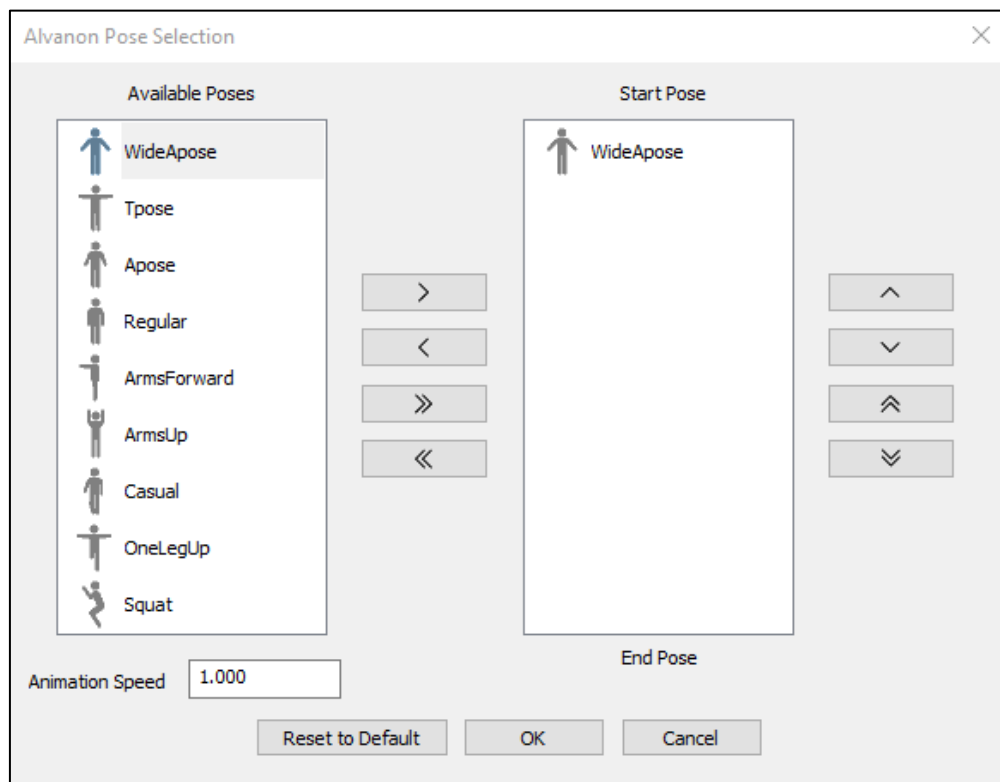 Alvanon Pose Selection
Available Poses
WideApose
Tpose
Apose
Regular
ArmsForward
ArmsUp
Casual
OneLegUp
Squat
Start Pose
WideApose
End Pose
Animation Speed
1.000
Reset to Default
OK
Cancel